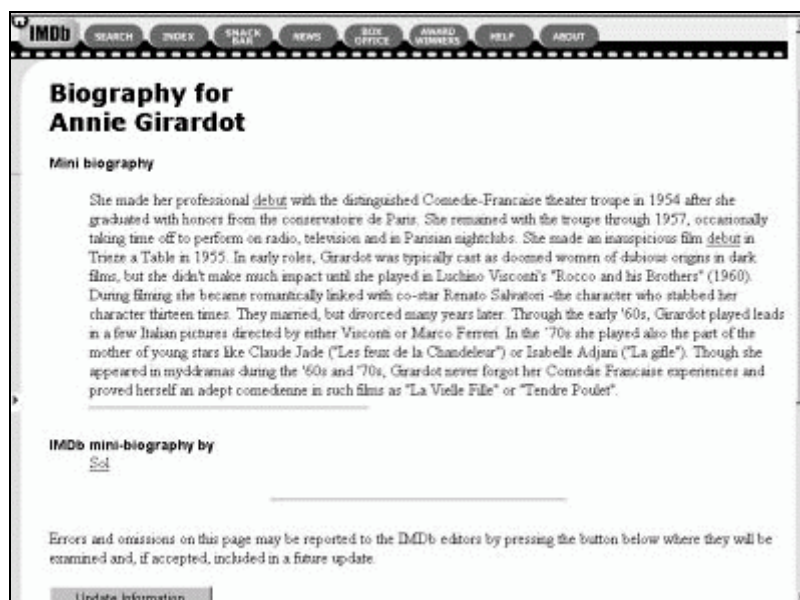 IMDb SEARCH INDEX SNACK BAR NEWS BOX OFFICE AWARD WINNERS HELP ABOUT
Biography for
Annie Girardot
Mini biography
She made her professional debut with the distinguished Comedie-Francaise theater troupe in 1954 after she
graduated with honors from the conservatoire de Paris. She remained with the troupe through 1957, occasionally
taking time off to perform on radio, television and in Parisian nightclubs. She made an inauspicious film debut in
Trieze a Table in 1955. In early roles, Girardot was typically cast as doomed women of dubious origins in dark
films, but she didn't make much impact until she played in Luchino Visconti's "Rocco and his Brothers" (1960).
During filming she became romantically linked with co-star Renato Salvatori -the character who stabbed her
character thirteen times. They married, but divorced many years later. Through the early '60s, Girardot played leads
in a few Italian pictures directed by either Visconti or Marco Ferreri. In the '70s she played also the part of the
mother of young stars like Claude Jade ("Les feux de la Chandeleur") or Isabelle Adjani ("La gifle"). Though she
appeared in myddramas during the '60s and '70s, Girardot never forgot her Comedie Francaise experiences and
proved herself an adept comedienne in such films as "La Vielle Fille" or "Tendre Poulet".
IMDb mini-biography by
Sol
Errors and omissions on this page may be reported to the IMDb editors by pressing the button below where they will be
examined and, if accepted, included in a future update.
Update Information